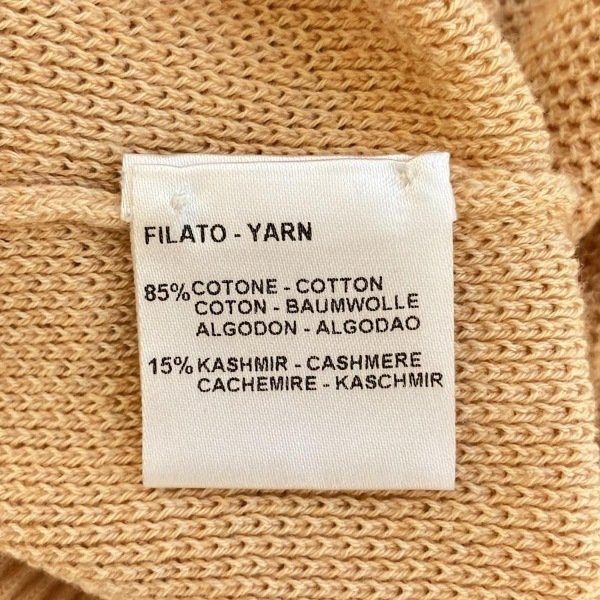 FILATO - YARN
85% COTONE - COTTON
COTON - BAUMWOLLE
ALGODON - ALGODAO
15% KASHMIR - CASHMERE
CACHEMIRE - KASCHMIR